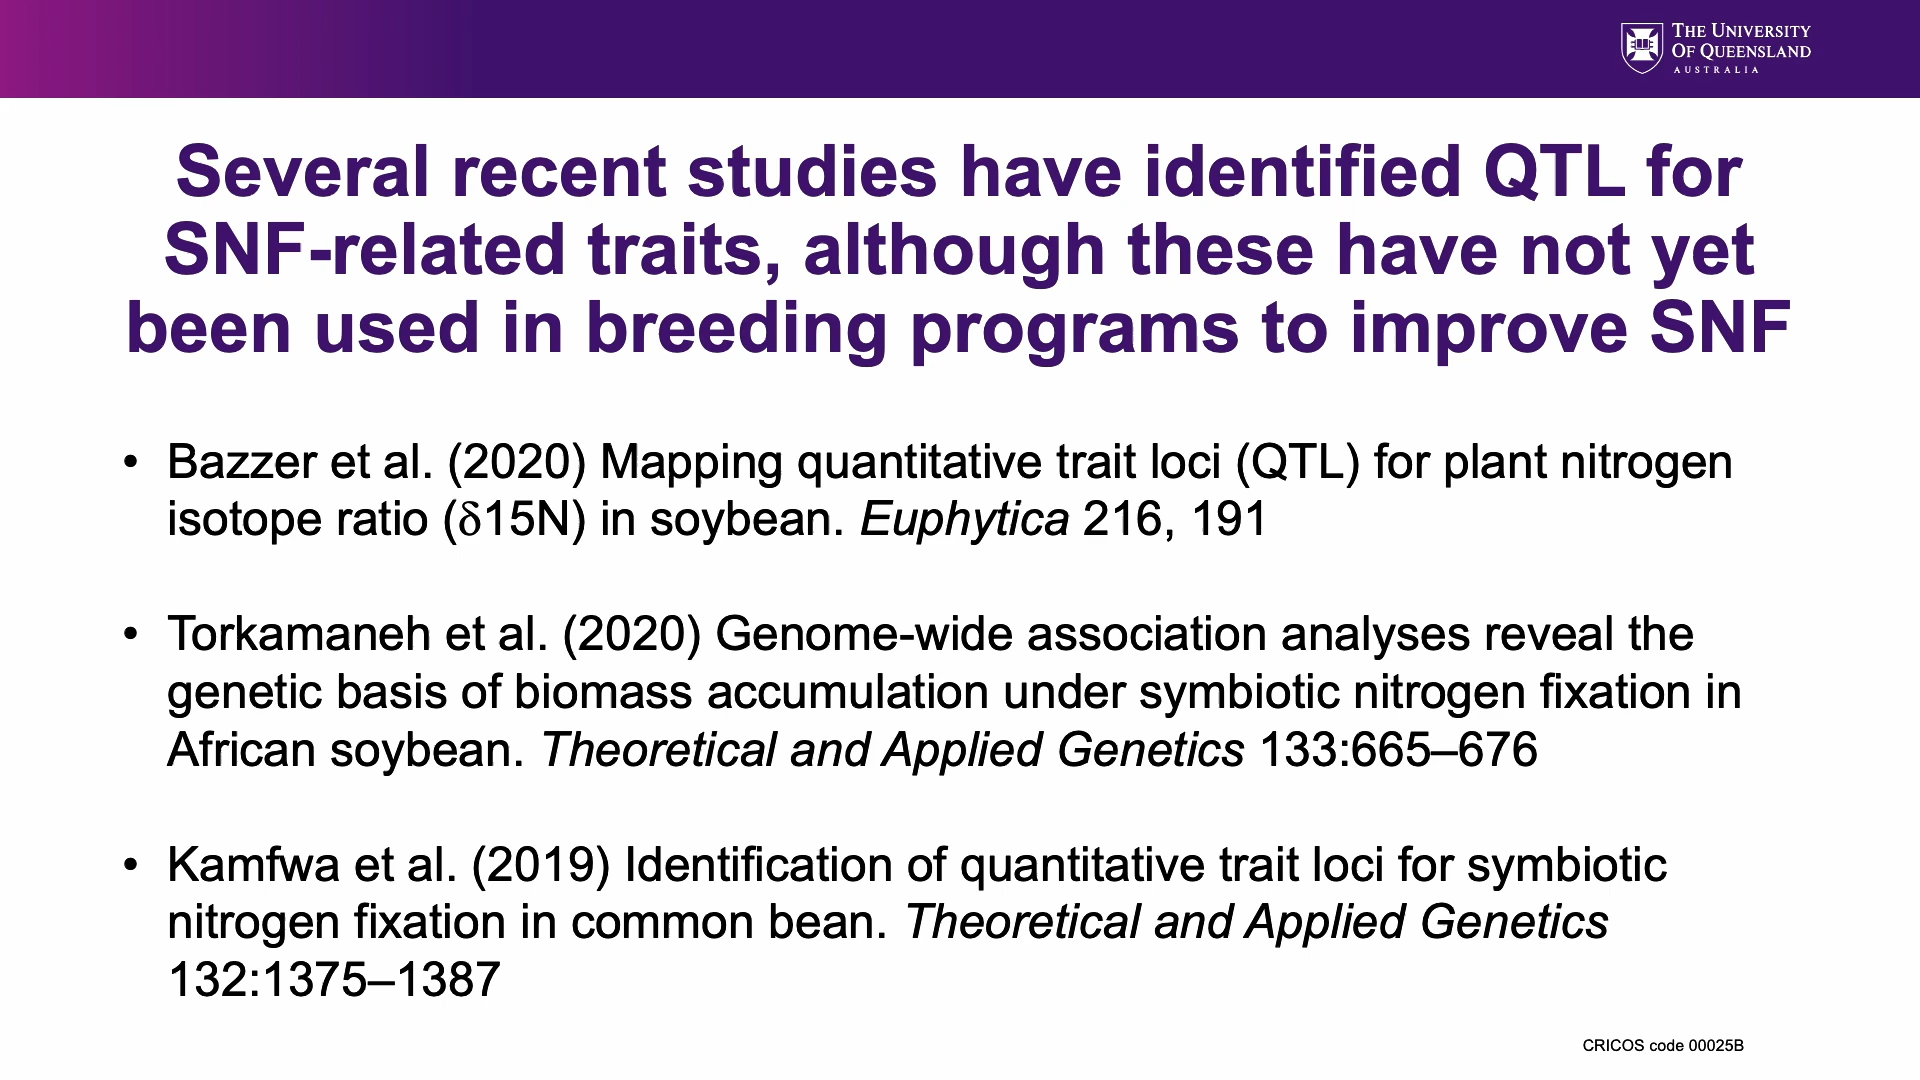 THE UNIVERSITY
OF QUEENSLAND
AUSTRALIA
Several recent studies have identified QTL for
SNF-related traits, although these have not yet
been used in breeding programs to improve SNF
• Bazzer et al. (2020) Mapping quantitative trait loci (QTL) for plant nitrogen
isotope ratio (δ15N) in soybean. Euphytica 216, 191
• Torkamaneh et al. (2020) Genome-wide association analyses reveal the
genetic basis of biomass accumulation under symbiotic nitrogen fixation in
African soybean. Theoretical and Applied Genetics 133:665–676
• Kamfwa et al. (2019) Identification of quantitative trait loci for symbiotic
nitrogen fixation in common bean. Theoretical and Applied Genetics
132:1375–1387
CRICOS code 00025B